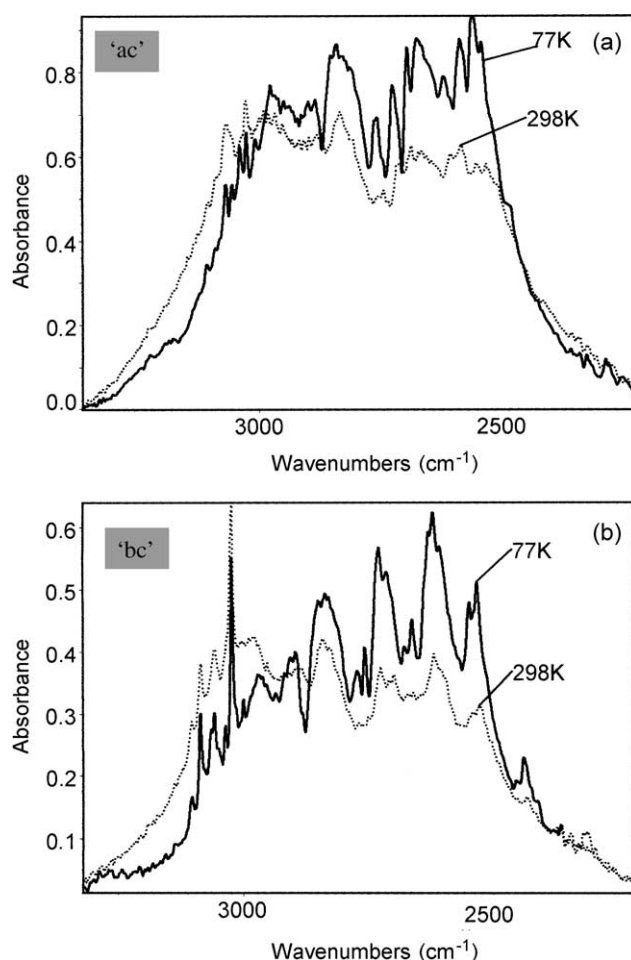 ‘ac’
77K
(a)
298K
0.8
0.6
0.4
0.2
0.0
Absorbance
3000
2500
Wavenumbers (cm⁻¹)
‘bc’
(b)
77K
298K
0.6
0.5
0.4
0.3
0.2
0.1
Absorbance
3000
2500
Wavenumbers (cm⁻¹)